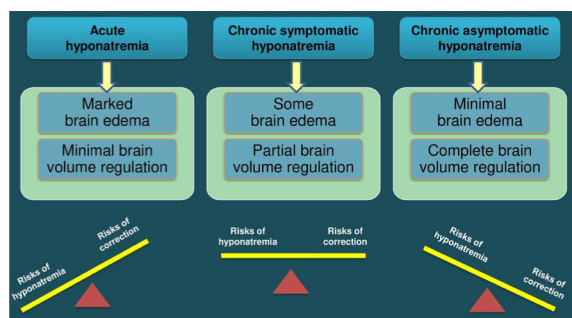 Acute
hyponatremia
Marked
brain edema
Minimal brain
volume regulation
Risks of
hyponatremia
Risks of
correction
Chronic symptomatic
hyponatremia
Some
brain edema
Partial brain
volume regulation
Risks of
hyponatremia
Risks of
correction
Chronic asymptomatic
hyponatremia
Minimal
brain edema
Complete brain
volume regulation
Risks of
hyponatremia
Risks of
correction